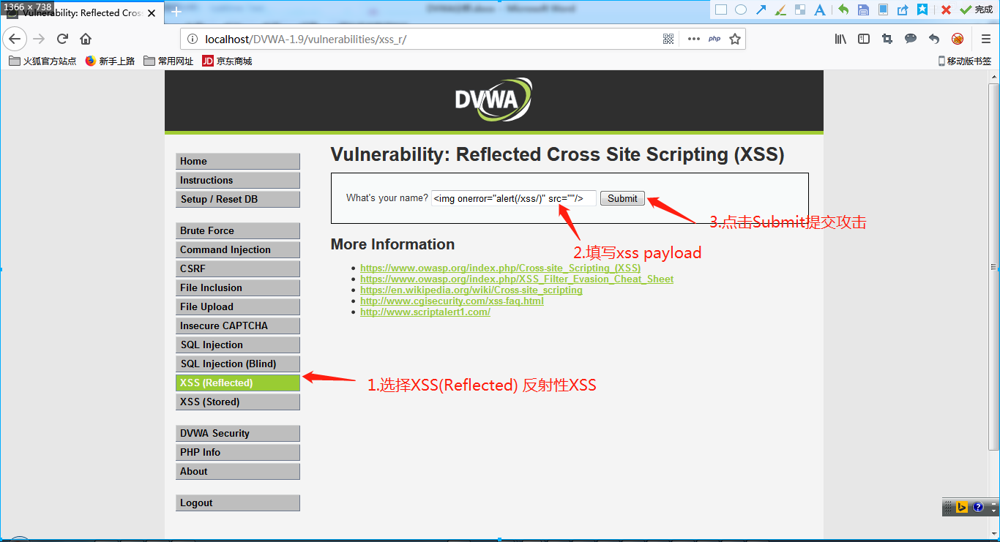 1366 x 738
Vulnerability: Reflected Cros
完成
localhost/DVWA-1.9/vulnerabilities/xss_r/
php
火狐官方站点 新手上路 常用网址 JD 京东商城 移动版书签
DVWA
Home
Instructions
Setup / Reset DB
Brute Force
Command Injection
CSRF
File Inclusion
File Upload
Insecure CAPTCHA
SQL Injection
SQL Injection (Blind)
XSS (Reflected)
XSS (Stored)
DVWA Security
PHP Info
About
Logout
Vulnerability: Reflected Cross Site Scripting (XSS)
What's your name? <img onerror="alert(/xss/)" src=""/> Submit
3.点击Submit提交攻击
2.填写xss payload
More Information
https://www.owasp.org/index.php/Cross-site_Scripting_(XSS)
https://www.owasp.org/index.php/XSS_Filter_Evasion_Cheat_Sheet
https://en.wikipedia.org/wiki/Cross-site_scripting
http://www.cgisecurity.com/xss-faq.html
http://www.scriptalert1.com/
1.选择XSS(Reflected) 反射性XSS